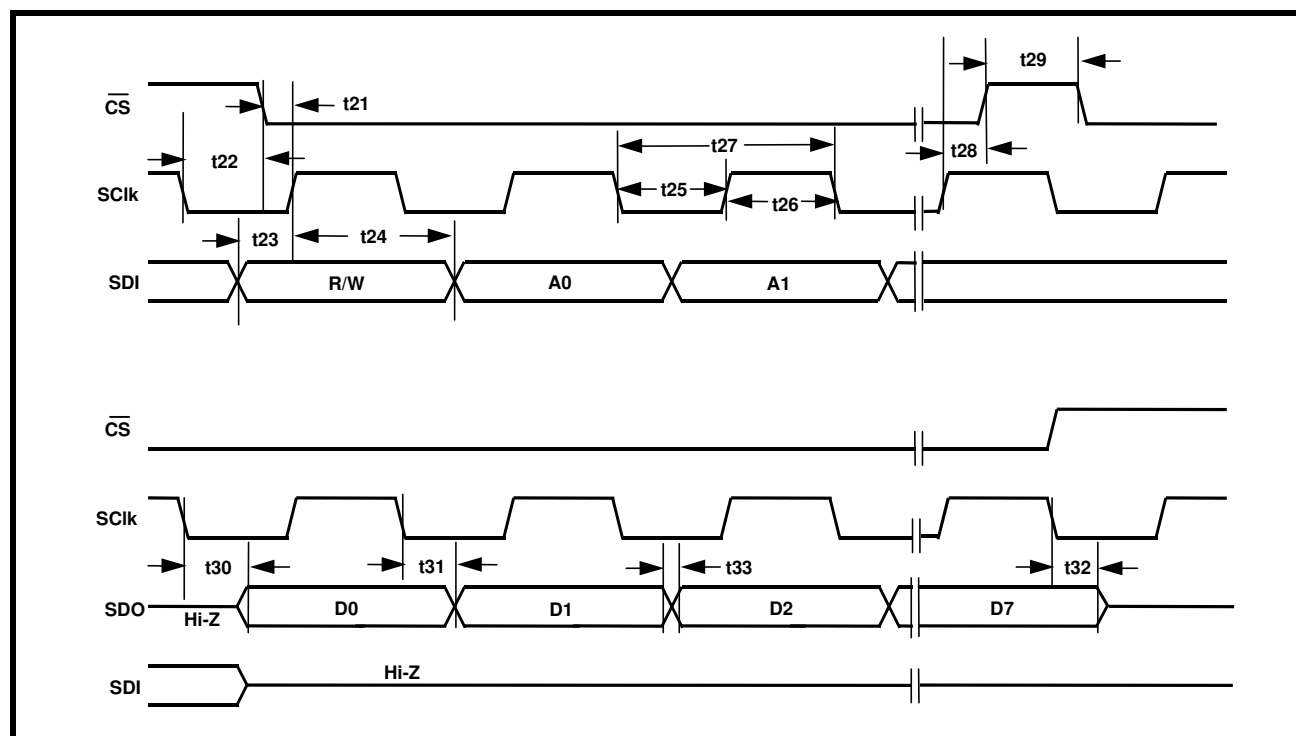 t29
CS
t21
t27
t22
t28
SClk
t25
t26
t23
t24
SDI
R/W
A0
A1
CS
SClk
t30
t31
t33
t32
SDO
Hi-Z
D0
D1
D2
D7
Hi-Z
SDI